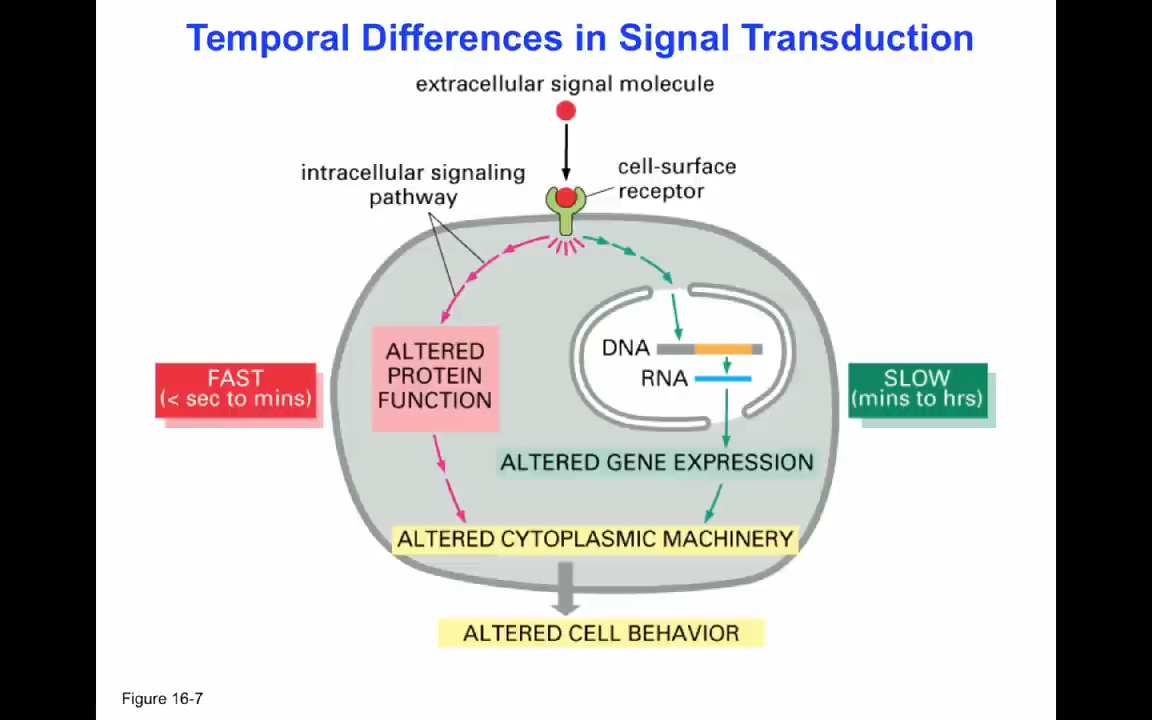 Temporal Differences in Signal Transduction
extracellular signal molecule
intracellular signaling
pathway
cell-surface
receptor
ALTERED
PROTEIN
FUNCTION
DNA
RNA
FAST
(< sec to mins)
SLOW
(mins to hrs)
ALTERED GENE EXPRESSION
ALTERED CYTOPLASMIC MACHINERY
ALTERED CELL BEHAVIOR
Figure 16-7